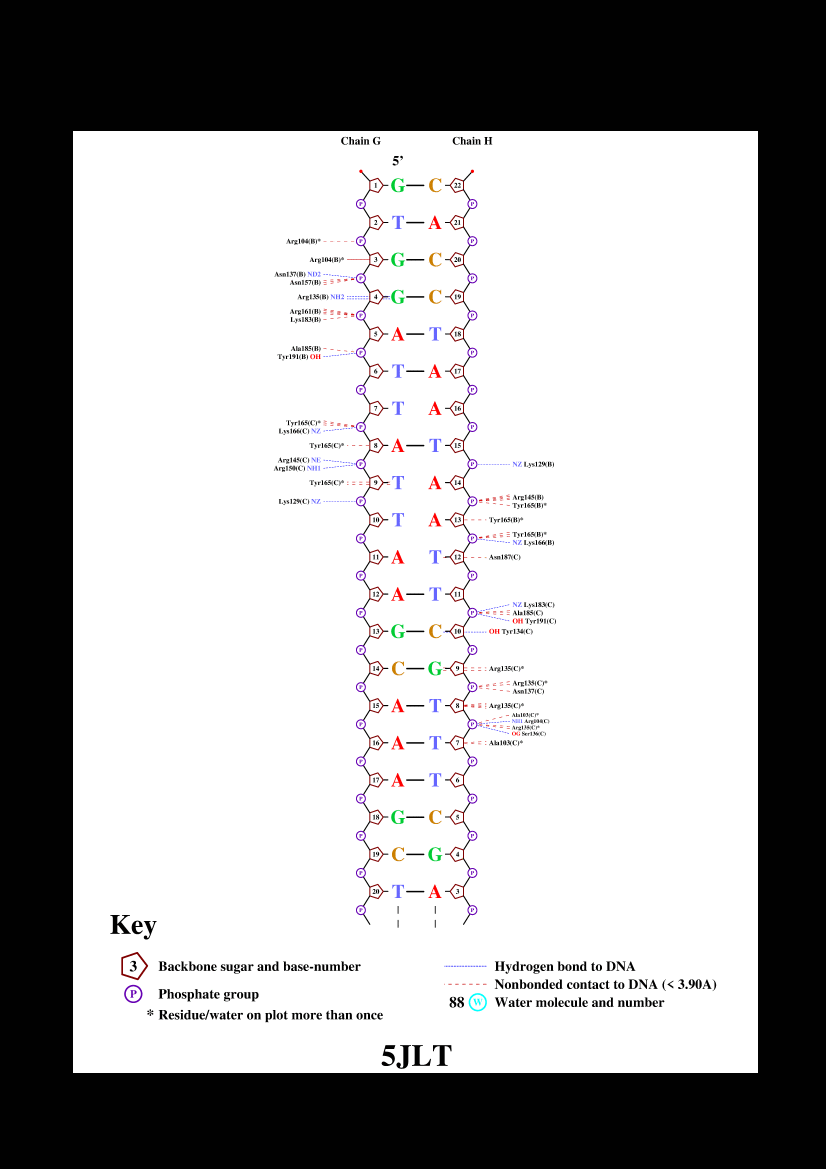 Chain G Chain H
5’
1 G C 22
P P
2 T A 21
Arg104(B)* P P
Arg104(B)* 3 G C 20
Asn137(B) ND2 P P
Asn157(B)
Arg135(B) NH2 4 G C 19
Arg161(B) P P
Lys183(B)
5 A T 18
Ala185(B) P P
Tyr191(B) OH
6 T A 17
P P
7 T A 16
Tyr165(C)* P P
Lys166(C) NZ
Tyr165(C)* 8 A T 15
Arg145(C) NE P P NZ Lys129(B)
Arg150(C) NH1
Tyr165(C)* 9 T A 14
Lys129(C) NZ P P Arg145(B)
Tyr165(B)*
10 T A 13 Tyr165(B)*
P P Tyr165(B)*
NZ Lys166(B)
11 A T 12 Asn187(C)
P P
12 A T 11
NZ Lys183(C)
P P Ala185(C)
OH Tyr191(C)
13 G C 10 OH Tyr134(C)
P P
14 C G 9 Arg135(C)*
P P Arg135(C)*
Asn137(C)
15 A T 8 Arg135(C)*
Ala103(C)*
P P NH1 Arg104(C)
Arg135(C)*
OG Ser136(C)
16 A T 7 Ala103(C)*
P P
17 A T 6
P P
18 G C 5
P P
19 C G 4
P P
20 T A 3
P P
Key
3 Backbone sugar and base-number
P Phosphate group
* Residue/water on plot more than once
Hydrogen bond to DNA
Nonbonded contact to DNA (< 3.90A)
88 W Water molecule and number
5JLT